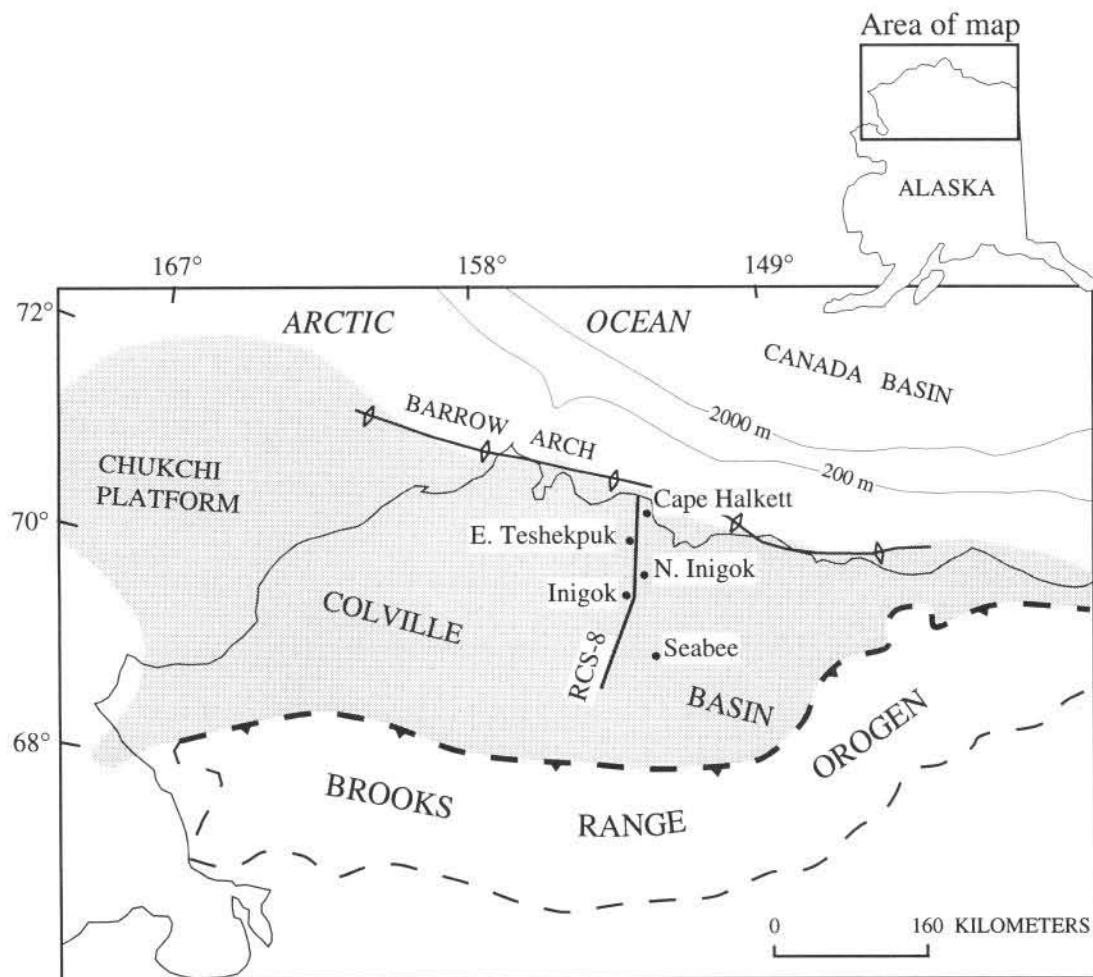 Area of map
ALASKA
167°
158°
149°
72°
ARCTIC
OCEAN
CANADA BASIN
BARROW ARCH
2000 m
200 m
CHUKCHI
PLATFORM
70°
Cape Halkett
E. Teshekpuk
N. Inigok
Inigok
COLVILLE
RCS-8
Seabee
BASIN
68°
BROOKS
RANGE
OROGEN
0
160 KILOMETERS